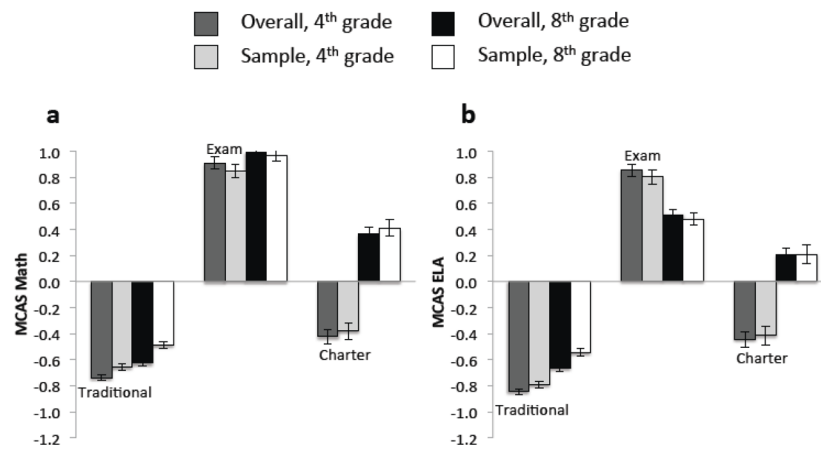 Overall, 4th grade
Overall, 8th grade
Sample, 4th grade
Sample, 8th grade
a
MCAS Math
1.0
0.8
0.6
0.4
0.2
0.0
-0.2
-0.4
-0.6
-0.8
-1.0
-1.2
Traditional
Exam
Charter
b
MCAS ELA
1.0
0.8
0.6
0.4
0.2
0.0
-0.2
-0.4
-0.6
-0.8
-1.0
-1.2
Traditional
Exam
Charter